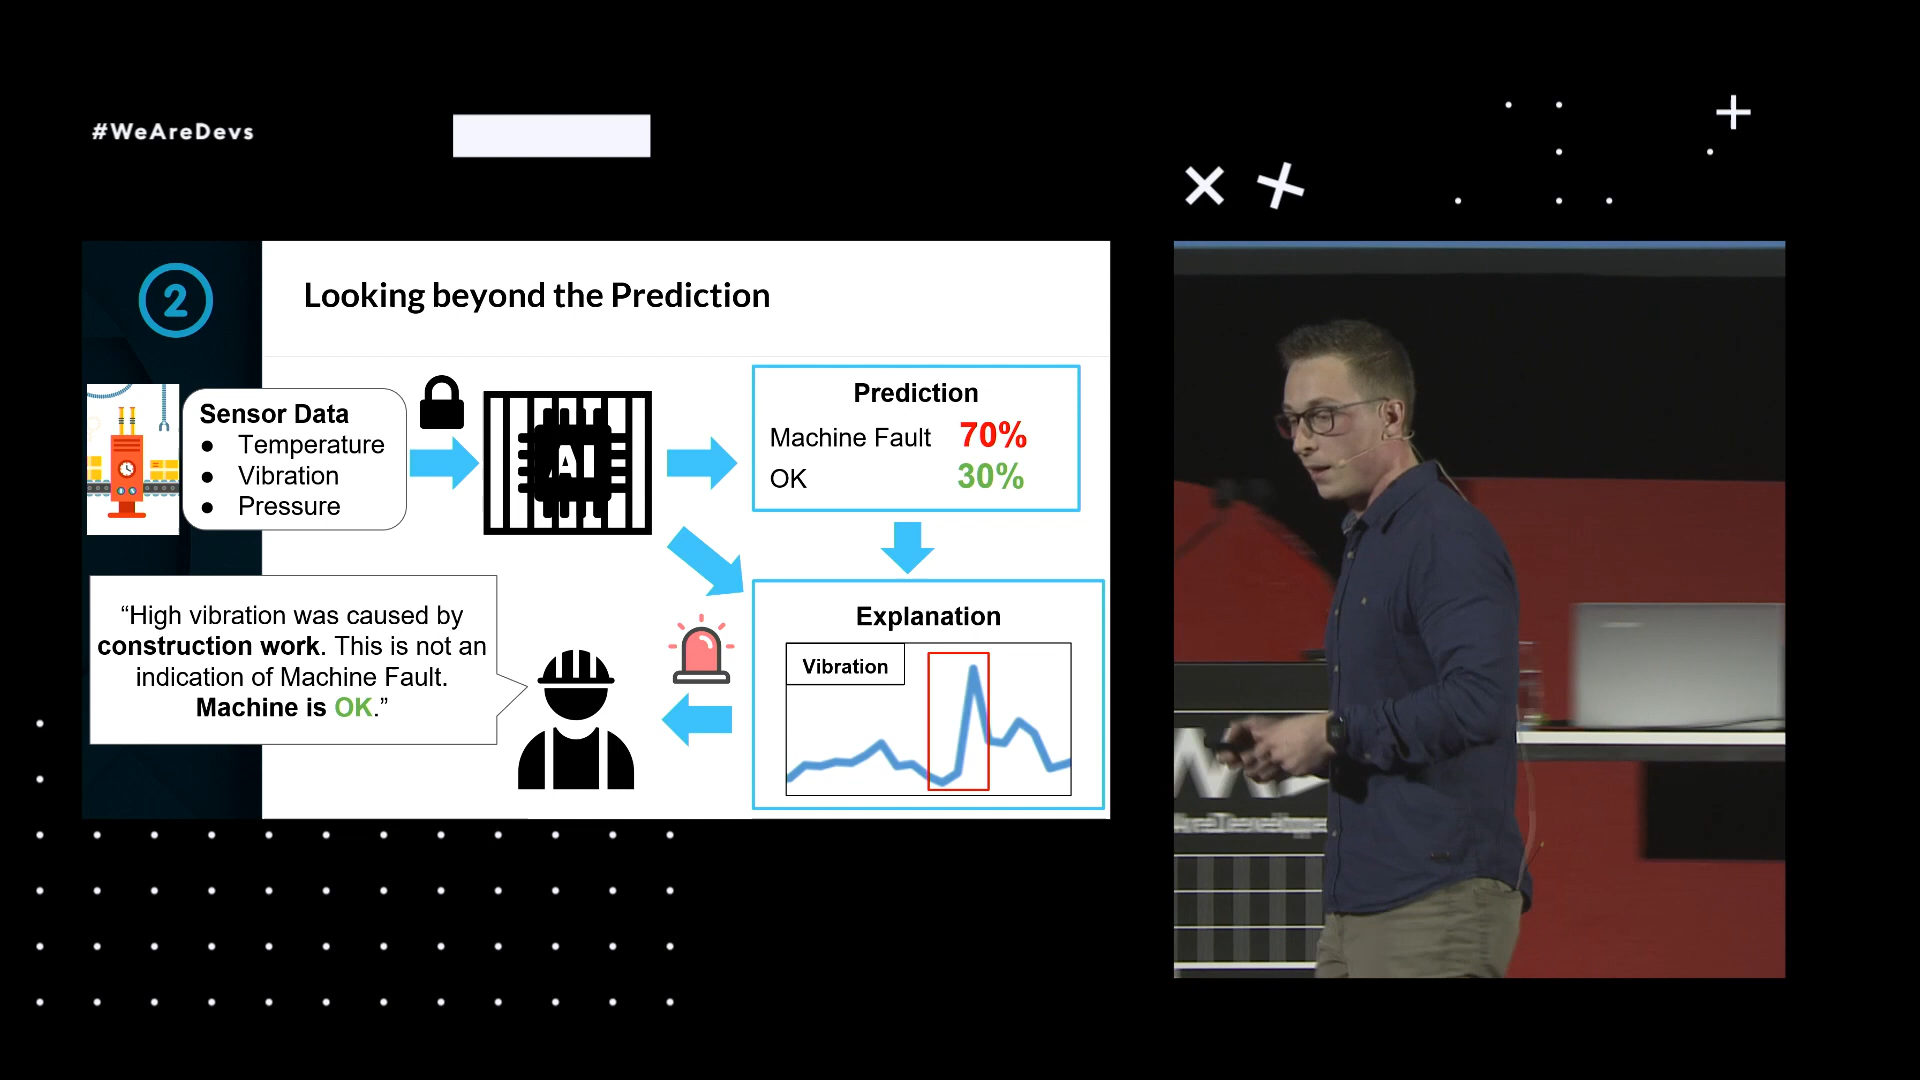 #WeAreDevs
2
Looking beyond the Prediction
Sensor Data
● Temperature
● Vibration
● Pressure
AI
Prediction
Machine Fault 70%
OK 30%
Explanation
Vibration
“High vibration was caused by
construction work. This is not an
indication of Machine Fault.
Machine is OK.”